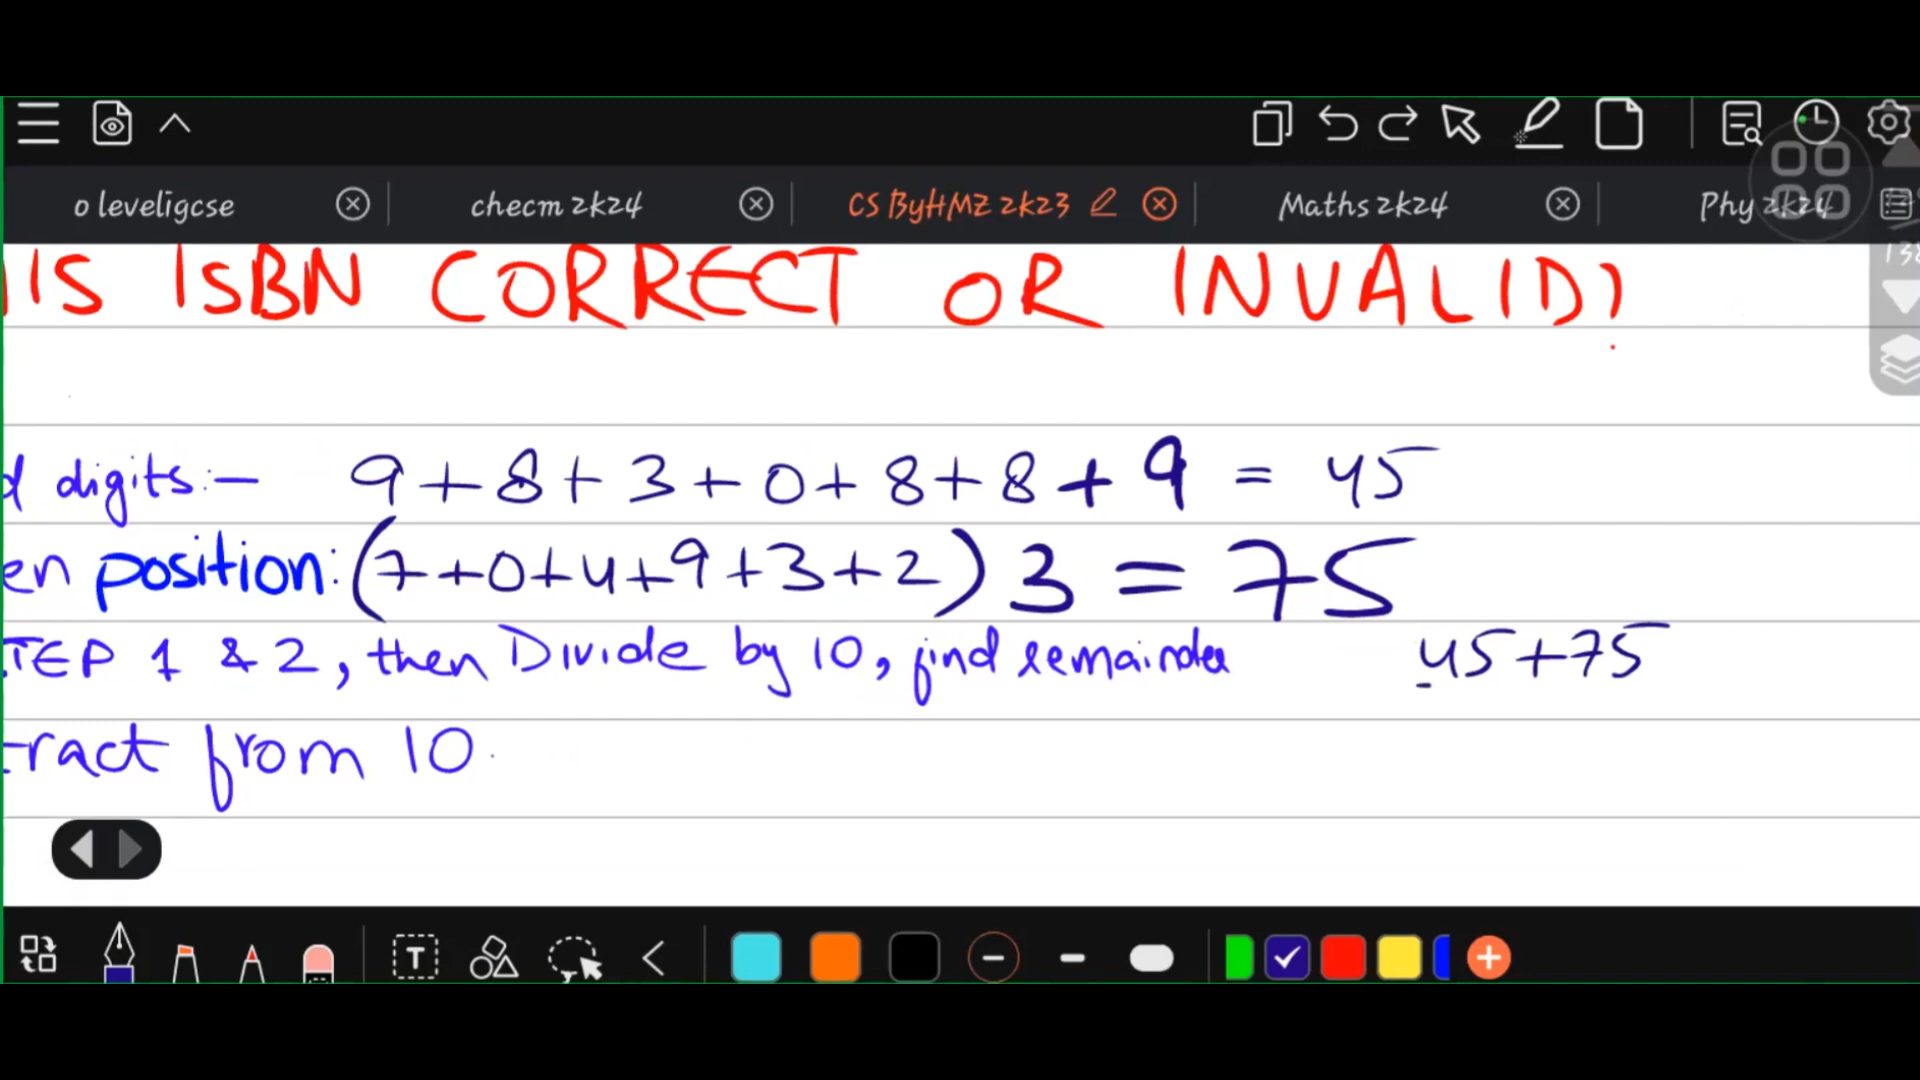 o leveligcse checm 2k24 CS ByHMZ 2k23 Maths 2k24 Phy 2k24
IS ISBN CORRECT OR INVALID?
d digits:- 9+8+3+0+8+8+9 = 45
en position: (7+0+4+9+3+2) 3 = 75
TEP 1 & 2, then Divide by 10, find remainder 45+75
ract from 10.